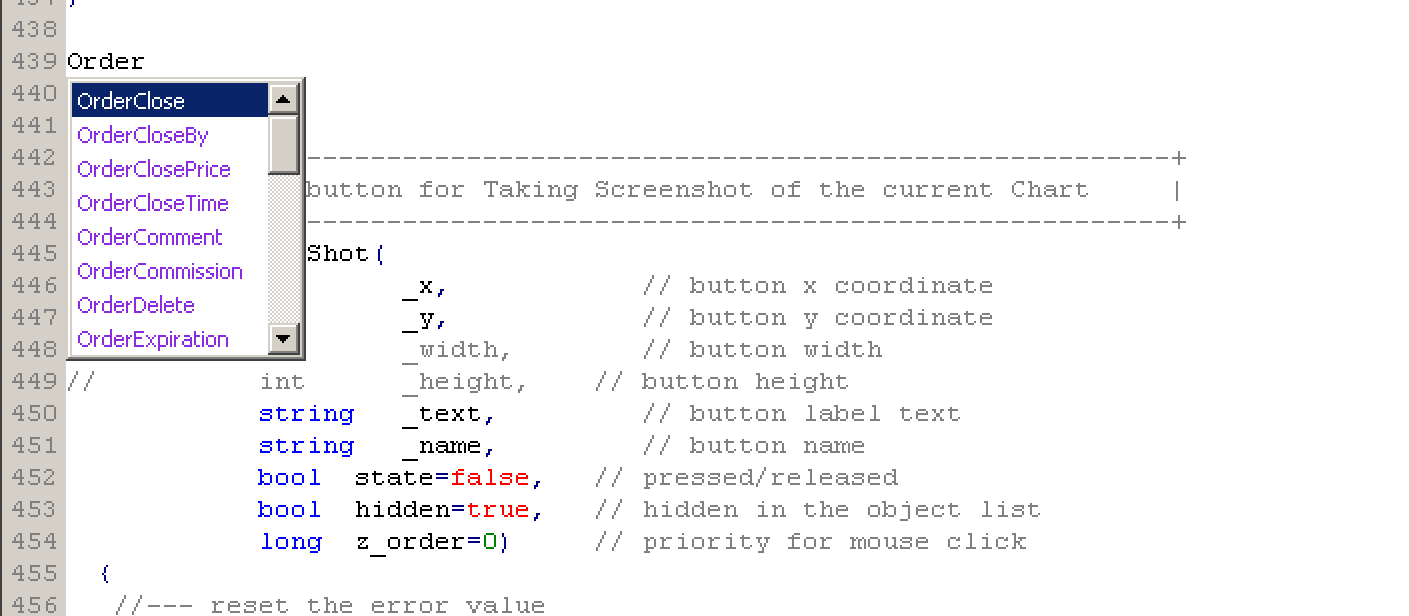 438
439 Order
440
OrderClose
OrderCloseBy
OrderClosePrice
OrderCloseTime
OrderComment
OrderCommission
OrderDelete
OrderExpiration
441
442 -------------------------------------------------------+
443 button for Taking Screenshot of the current Chart |
444 -------------------------------------------------------+
445 Shot(
446 _x, // button x coordinate
447 _y, // button y coordinate
448 _width, // button width
449 // int _height, // button height
450 string _text, // button label text
451 string _name, // button name
452 bool state=false, // pressed/released
453 bool hidden=true, // hidden in the object list
454 long z_order=0) // priority for mouse click
455 {
456 //--- reset the error value